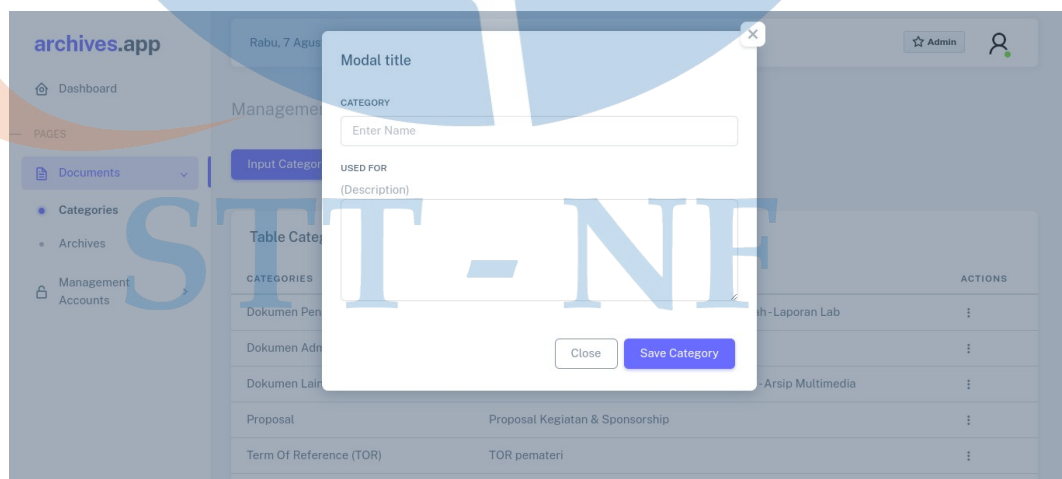 archives.app
Rabu, 7 Agus
Admin
Modal title
Dashboard
CATEGORY
Enter Name
PAGES
Documents
Input Categor
USED FOR
(Description)
Categories
Archives
Table Categ
Management
Accounts
CATEGORIES
ACTIONS
Dokumen Pen
-Laporan Lab
Dokumen Adm
Close
Save Category
Dokumen Lain
-Arsip Multimedia
Proposal
Proposal Kegiatan & Sponsorship
Term Of Reference (TOR)
TOR pemateri
STT - NF